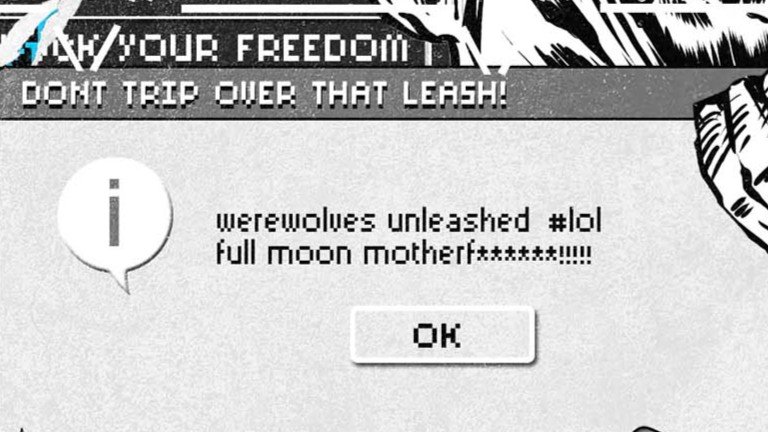 YOUR FREEDOM
DONT TRIP OVER THAT LEASH!
i
werewolves unleashed #lol
full moon motherf******!!!!!
OK